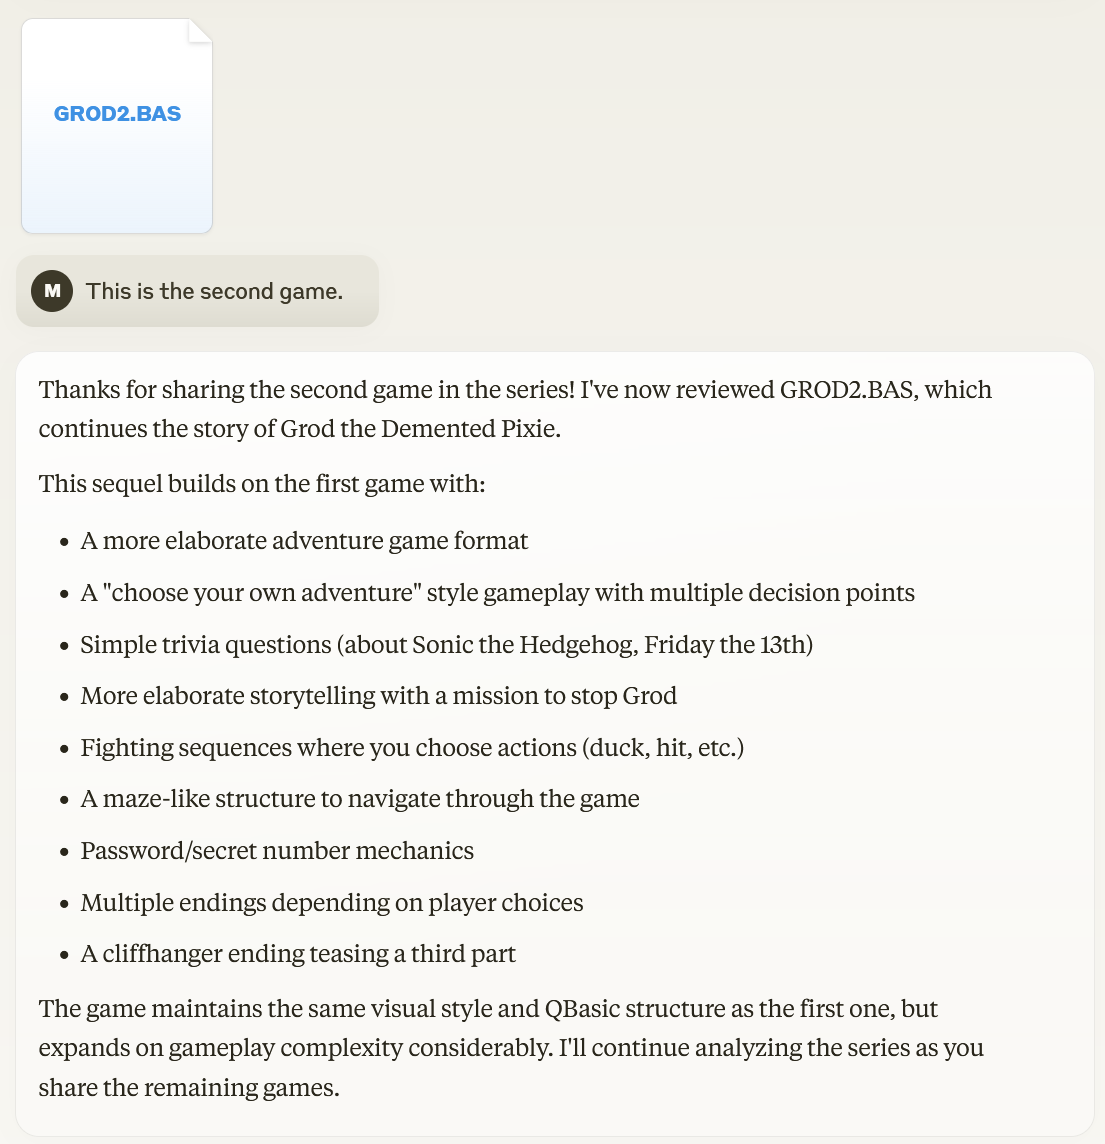 GROD2.BAS
M
This is the second game.
Thanks for sharing the second game in the series! I've now reviewed GROD2.BAS, which
continues the story of Grod the Demented Pixie.
This sequel builds on the first game with:
• A more elaborate adventure game format
• A "choose your own adventure" style gameplay with multiple decision points
• Simple trivia questions (about Sonic the Hedgehog, Friday the 13th)
• More elaborate storytelling with a mission to stop Grod
• Fighting sequences where you choose actions (duck, hit, etc.)
• A maze-like structure to navigate through the game
• Password/secret number mechanics
• Multiple endings depending on player choices
• A cliffhanger ending teasing a third part
The game maintains the same visual style and QBasic structure as the first one, but
expands on gameplay complexity considerably. I'll continue analyzing the series as you
share the remaining games.